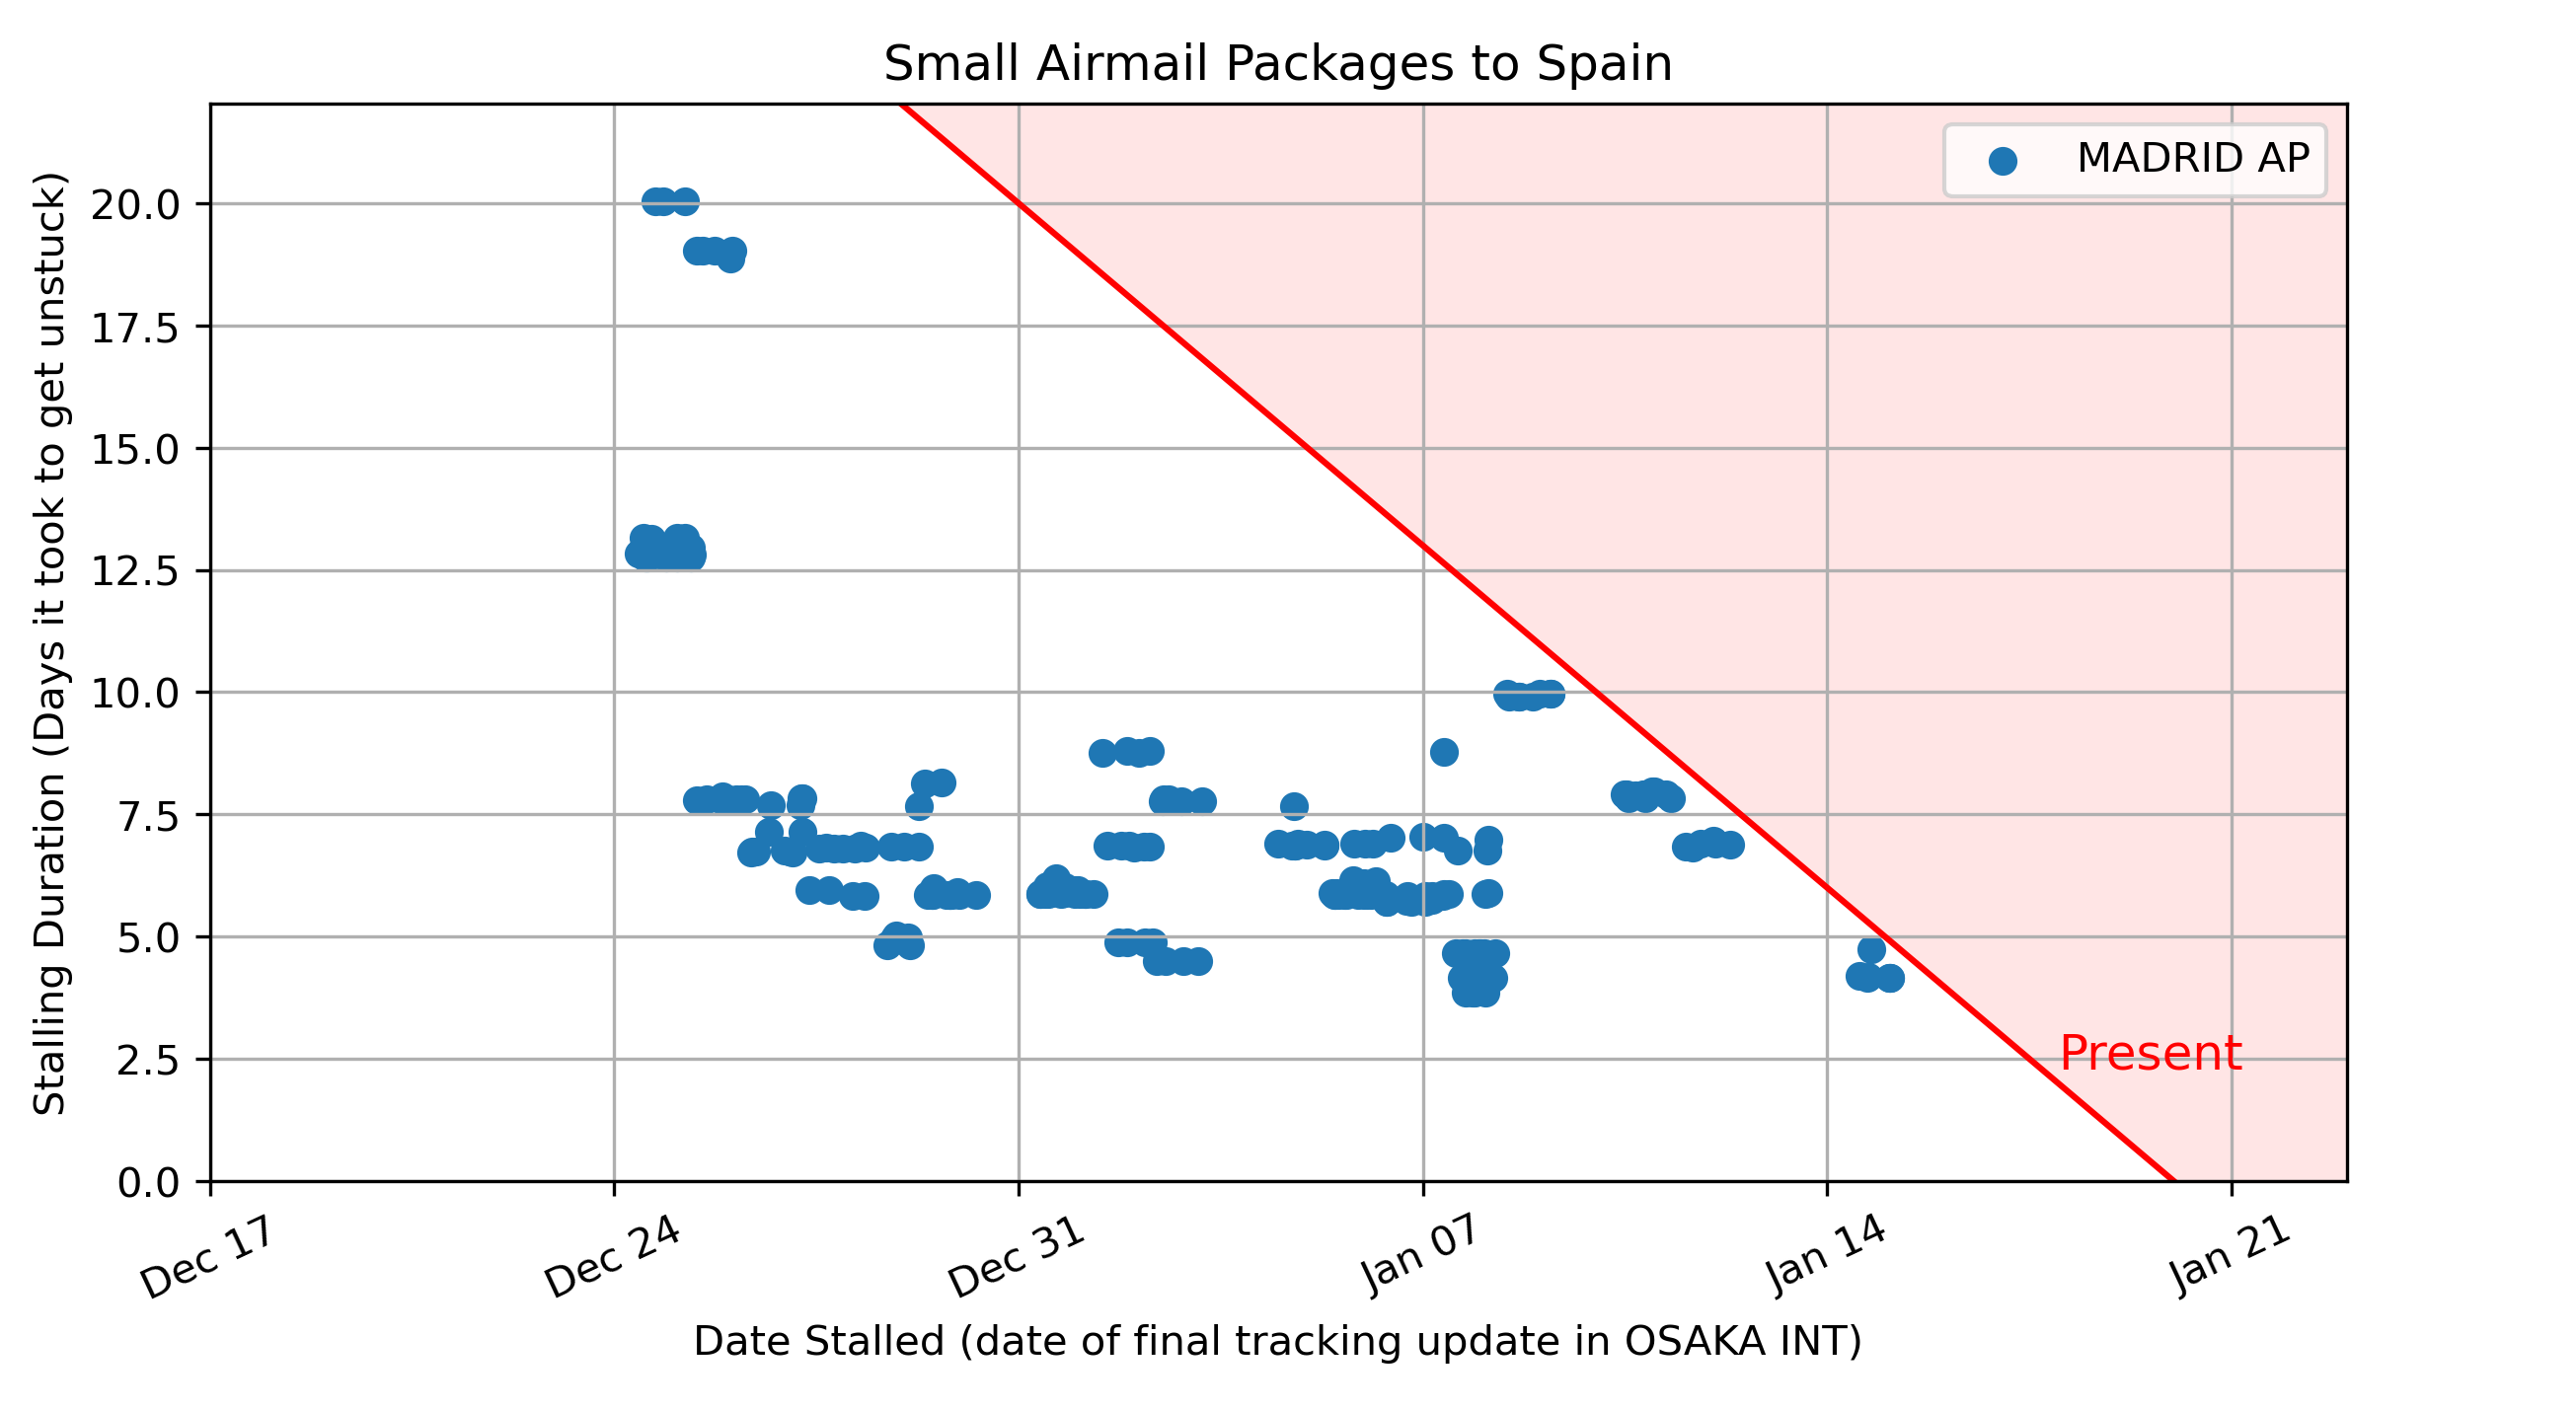 Small Airmail Packages to Spain
MADRID AP
Stalling Duration (Days it took to get unstuck)
20.0
17.5
15.0
12.5
10.0
7.5
5.0
2.5
0.0
Present
Dec 17
Dec 24
Dec 31
Jan 07
Jan 14
Jan 21
Date Stalled (date of final tracking update in OSAKA INT)